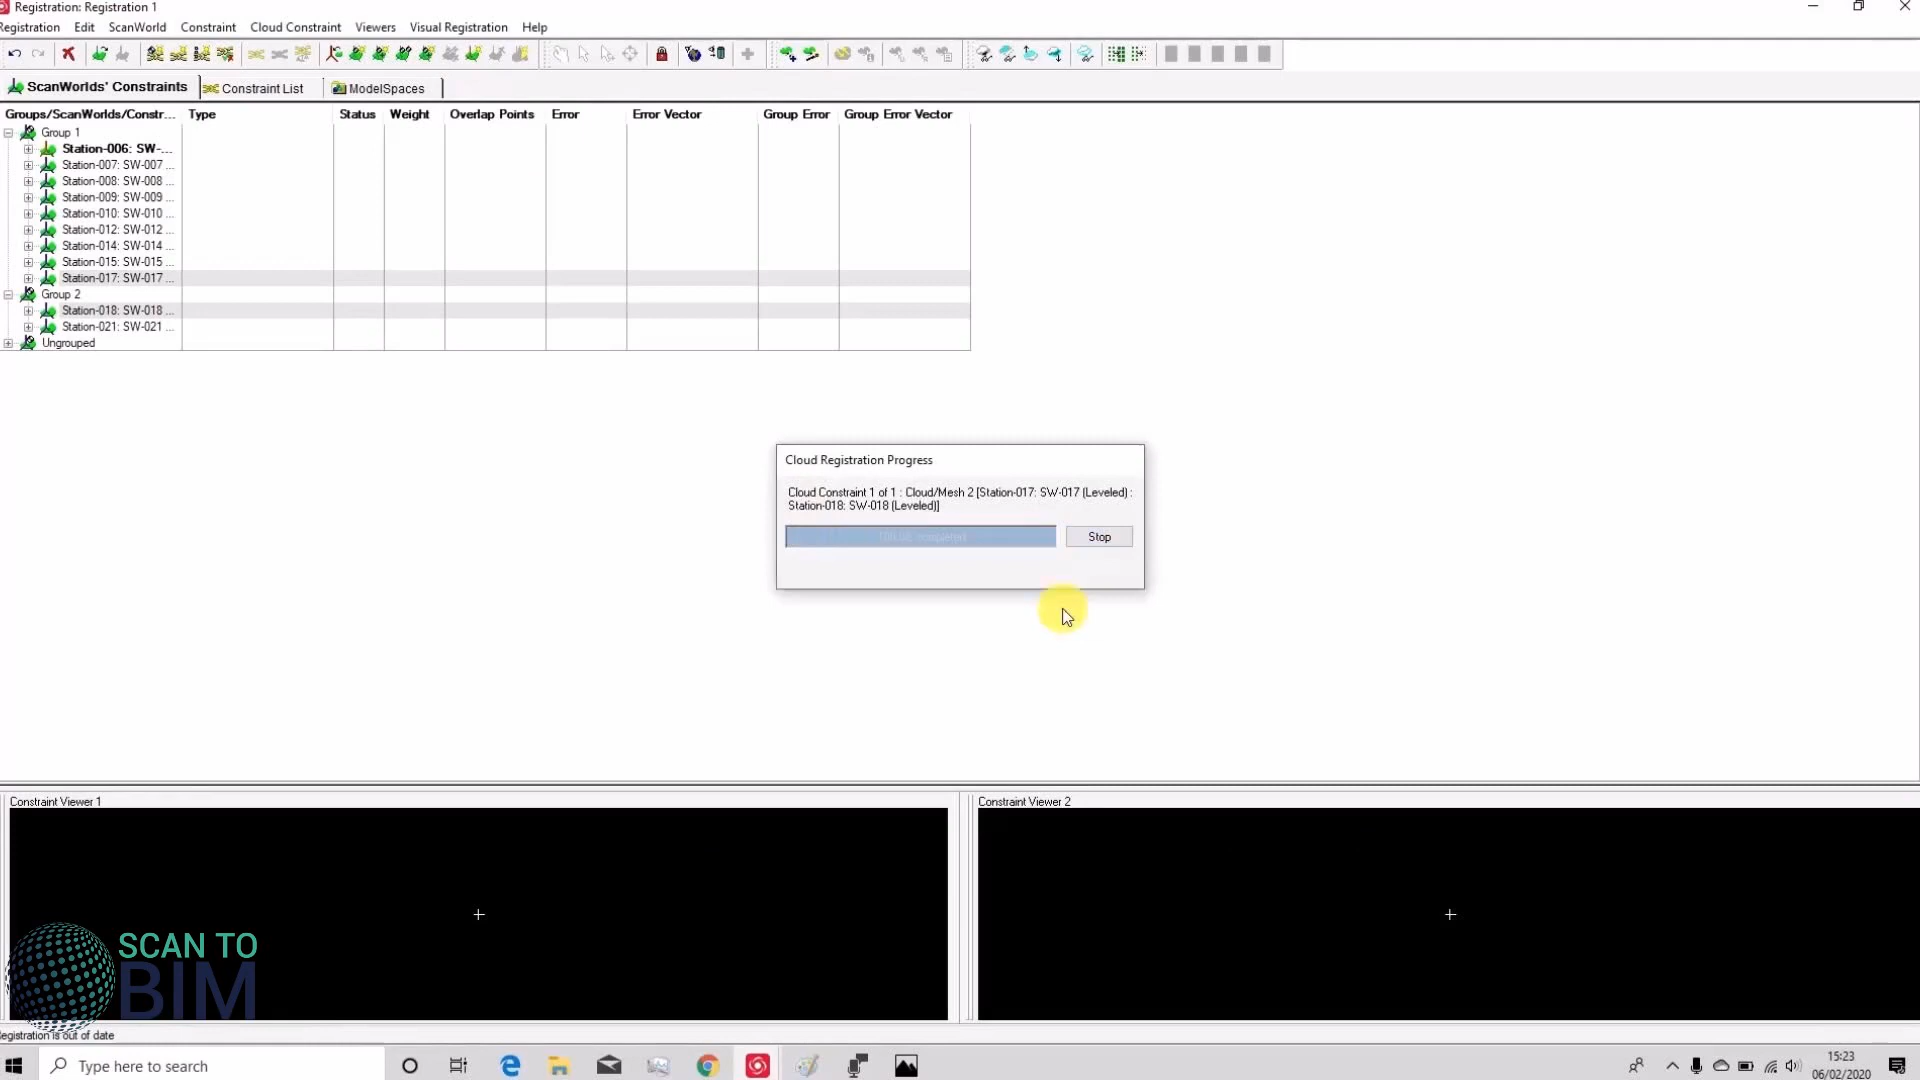 Registration: Registration 1
Registration Edit ScanWorld Constraint Cloud Constraint Viewers Visual Registration Help
ScanWorlds' Constraints Constraint List ModelSpaces
Groups/ScanWorlds/Constr... Type Status Weight Overlap Points Error Error Vector Group Error Group Error Vector
Group 1
Station-006: SW-...
Station-007: SW-007 ...
Station-008: SW-008 ...
Station-009: SW-009 ...
Station-010: SW-010 ...
Station-012: SW-012 ...
Station-014: SW-014 ...
Station-015: SW-015 ...
Station-017: SW-017 ...
Group 2
Station-018: SW-018 ...
Station-021: SW-021 ...
Ungrouped
Cloud Registration Progress
Cloud Constraint 1 of 1 : Cloud/Mesh 2 [Station-017: SW-017 (Leveled) :
Station-018: SW-018 (Leveled)]
completed
Stop
Constraint Viewer 1
Constraint Viewer 2
SCAN TO
BIM
egistration is out of date
Type here to search
15:23
06/02/2020